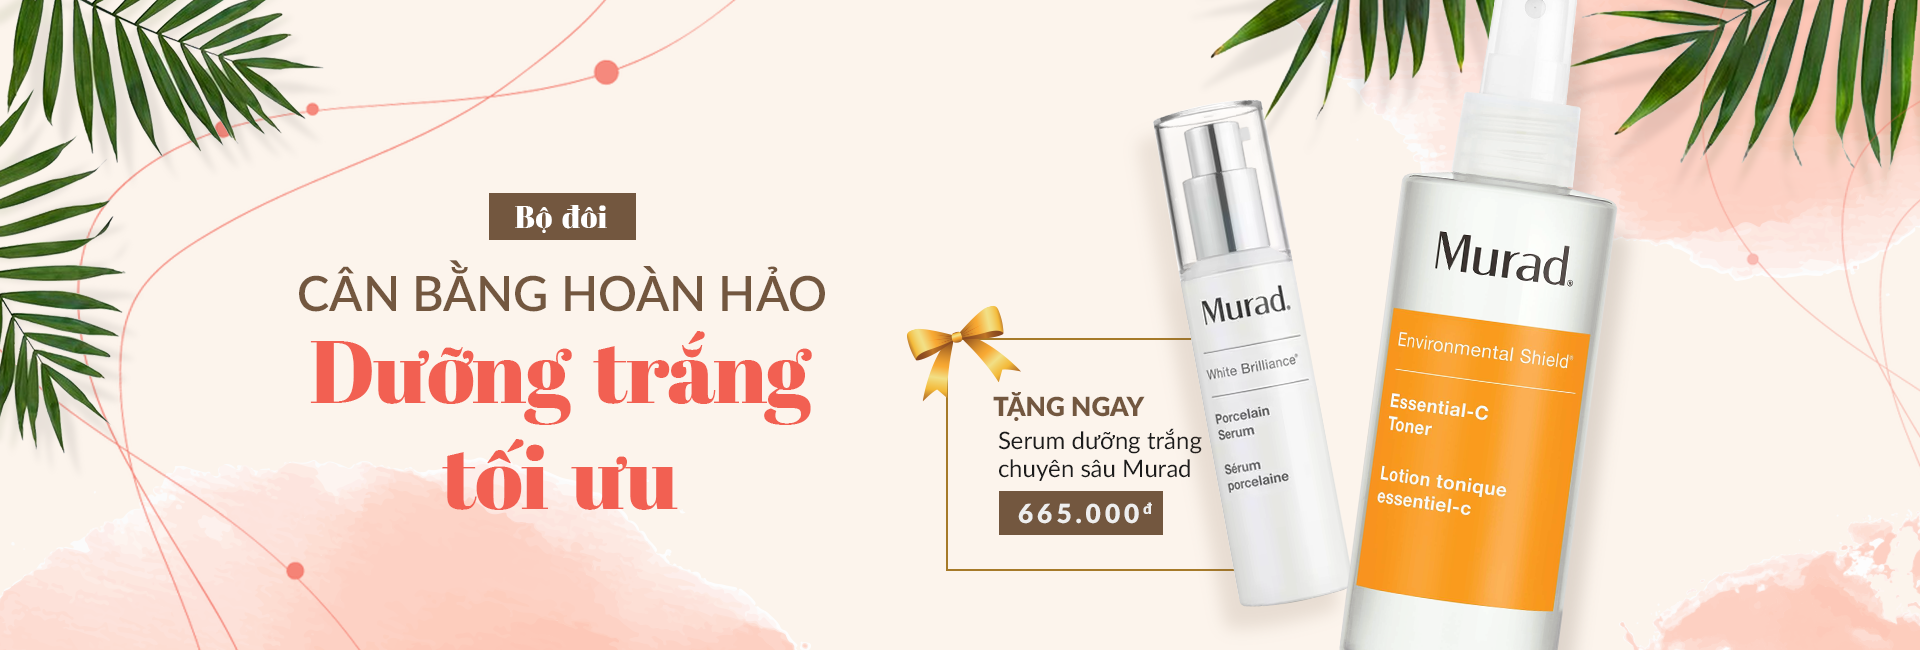 Bộ đôi
CÂN BẰNG HOÀN HẢO
Dưỡng trắng
tối ưu
TẶNG NGAY
Serum dưỡng trắng
chuyên sâu Murad
665.000đ
Murad.
White Brilliance®
Porcelain
Serum
Sérum
porcelaine
Murad®
Environmental Shield®
Essential-C
Toner
Lotion tonique
essentiel-c